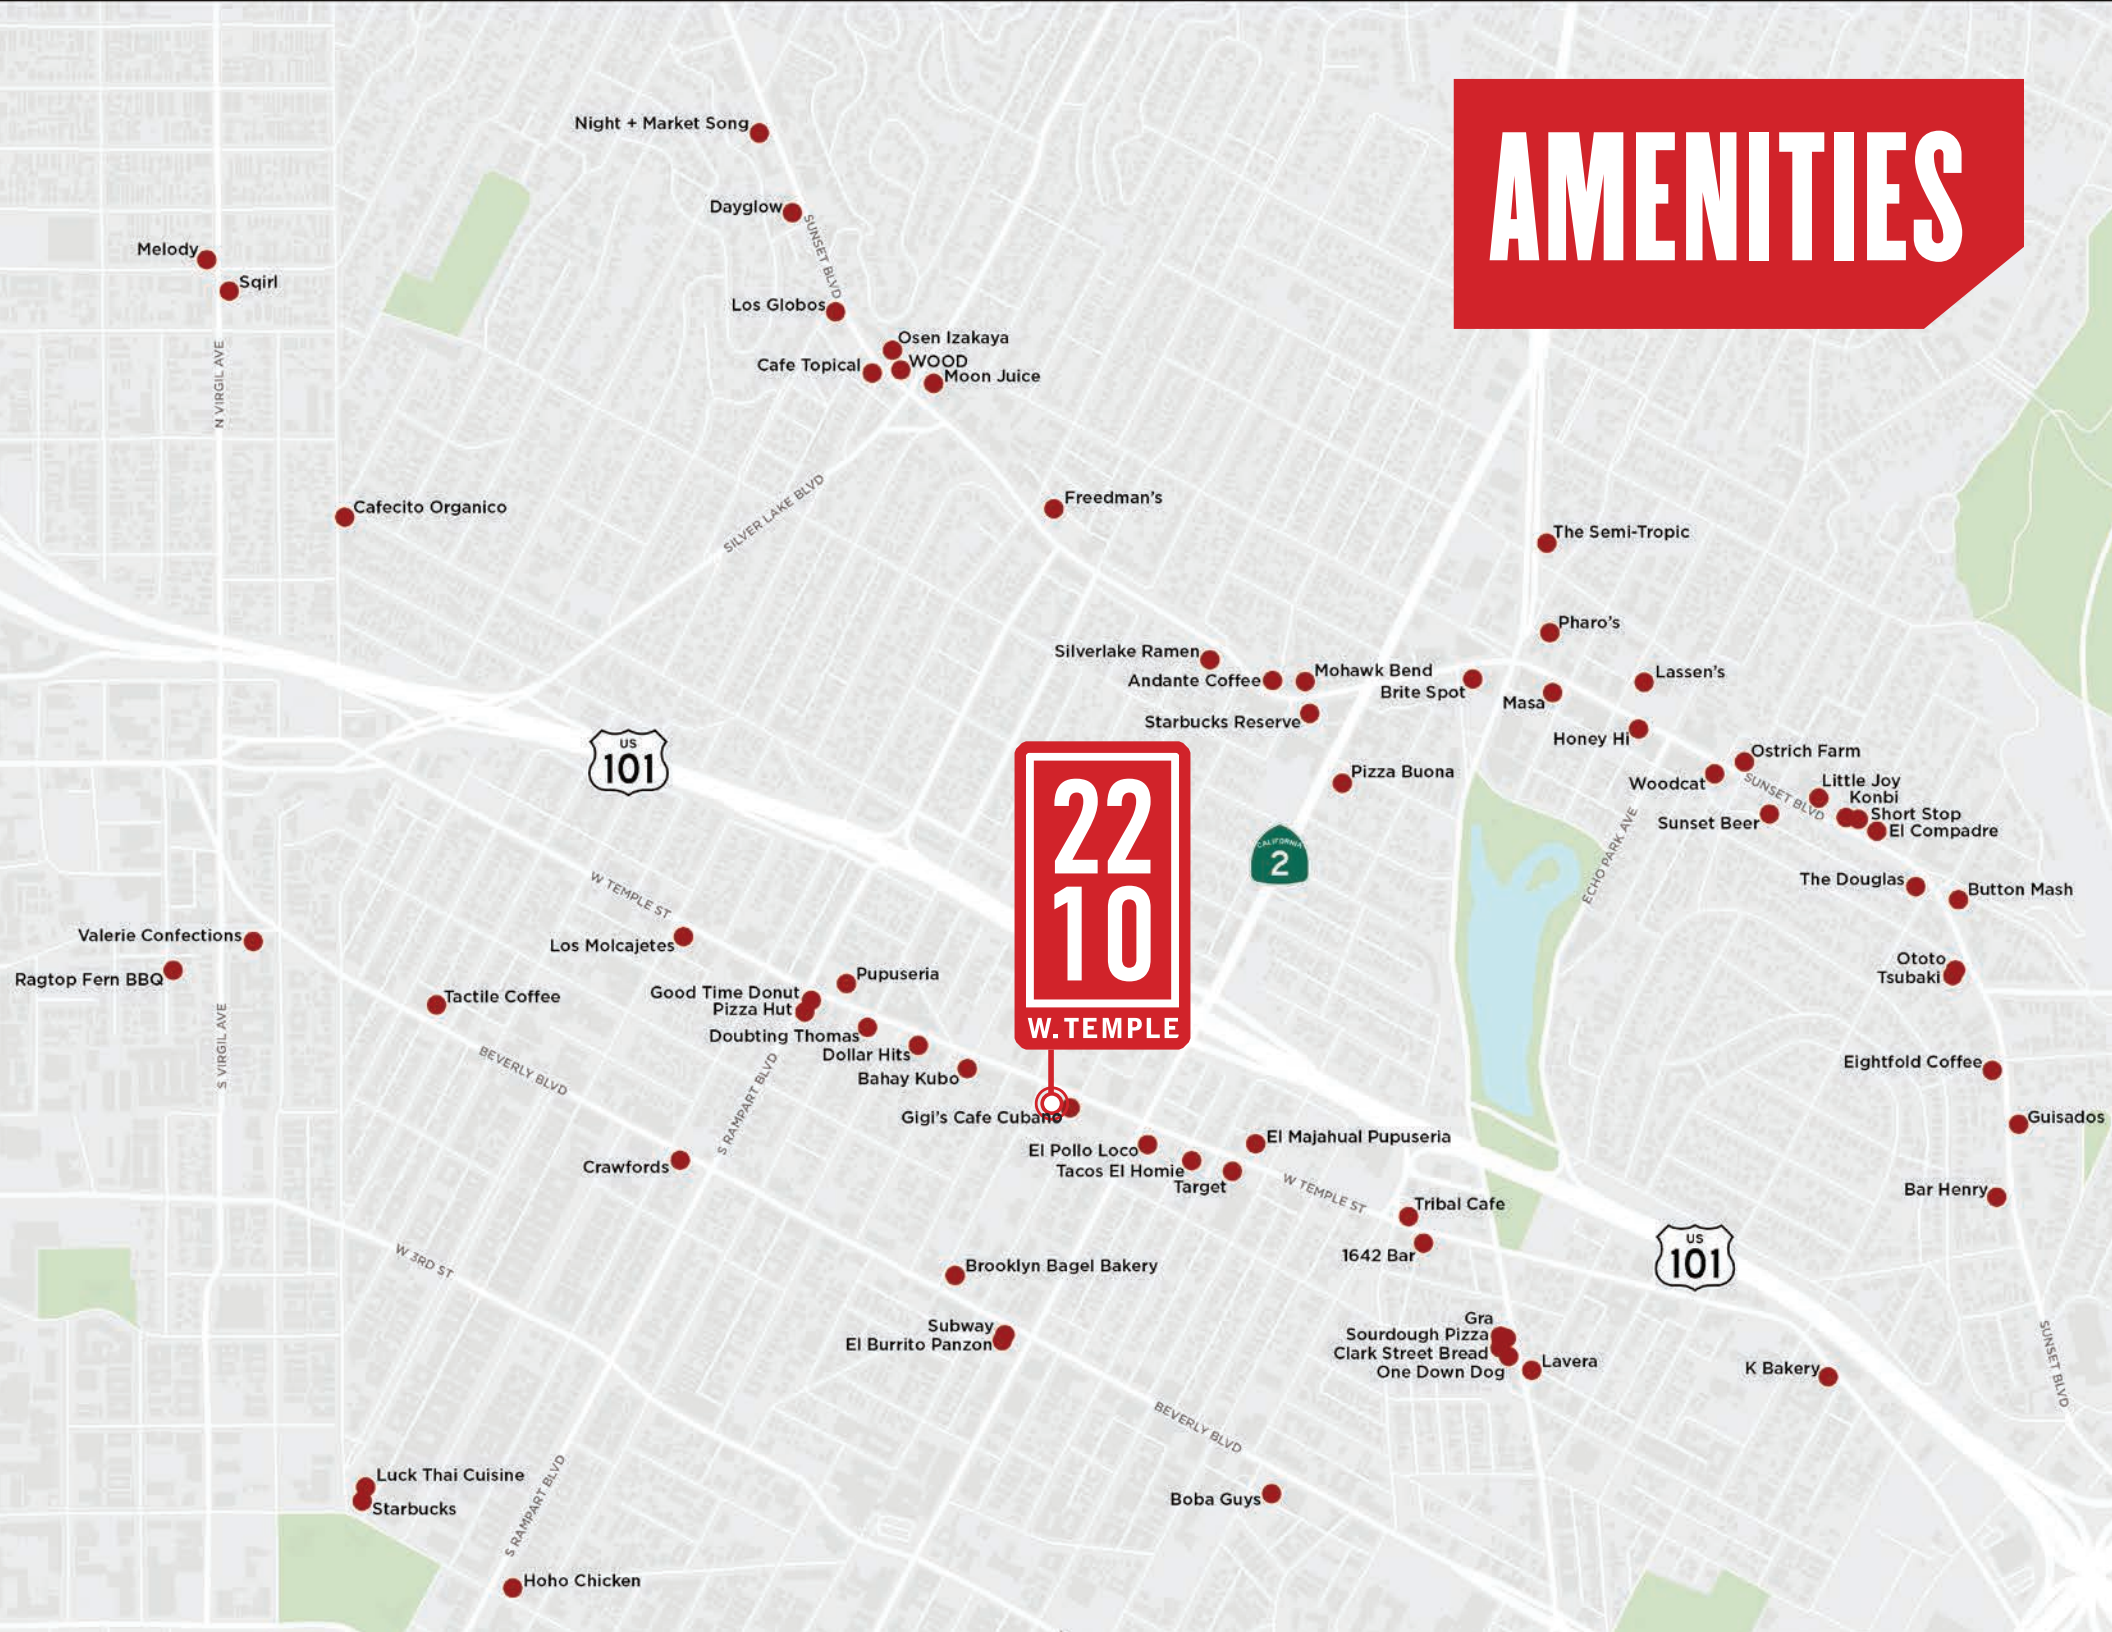 AMENITIES
Night + Market Song
Dayglow
SUNSET BLVD
Melody
Sqirl
Los Globos
Osen Izakaya
WOOD
Cafe Topical
Moon Juice
N VIRGIL AVE
SILVER LAKE BLVD
Cafecito Organico
Freedman's
The Semi-Tropic
Pharo's
Silverlake Ramen
Andante Coffee
Mohawk Bend
Brite Spot
Lassen's
Masa
Starbucks Reserve
Honey Hi
Ostrich Farm
Woodcat
SUNSET BLVD
Little Joy
Konbi
Short Stop
El Compadre
Sunset Beer
Pizza Buona
US
101
22
10
W. TEMPLE
CALIFORNIA
2
ECHO PARK AVE
The Douglas
Button Mash
W TEMPLE ST
Los Molcajetes
Valerie Confections
Ragtop Fern BBQ
Tactile Coffee
Pupuseria
Good Time Donut
Pizza Hut
Doubting Thomas
Dollar Hits
Bahay Kubo
Ototo
Tsubaki
S VIRGIL AVE
BEVERLY BLVD
S RAMPART BLVD
Eightfold Coffee
Gigi's Cafe Cubano
Guisados
El Pollo Loco
Tacos El Homie
Target
El Majahual Pupuseria
W TEMPLE ST
Crawfords
Bar Henry
Tribal Cafe
1642 Bar
US
101
W 3RD ST
Brooklyn Bagel Bakery
Subway
El Burrito Panzon
Gra
Sourdough Pizza
Clark Street Bread
One Down Dog
Lavera
K Bakery
SUNSET BLVD
BEVERLY BLVD
Luck Thai Cuisine
Starbucks
S RAMPART BLVD
Boba Guys
Hoho Chicken